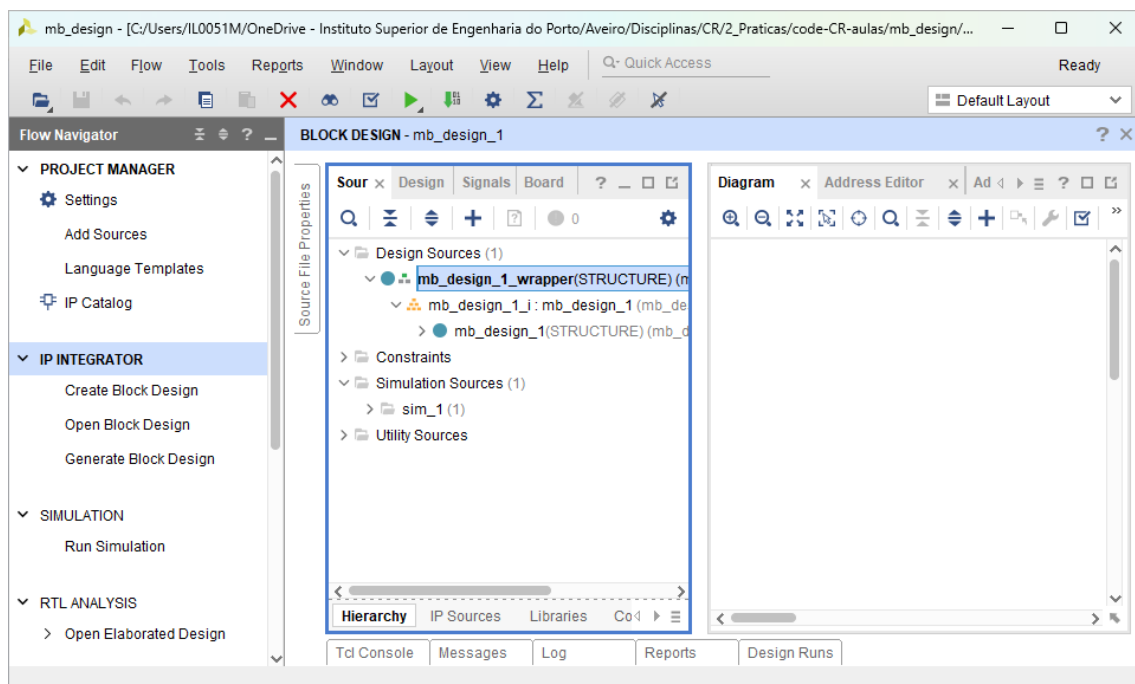 mb_design - [C:/Users/IL0051M/OneDrive - Instituto Superior de Engenharia do Porto/Aveiro/Disciplinas/CR/2_Praticas/code-CR-aulas/mb_design/...
File Edit Flow Tools Reports Window Layout View Help Q- Quick Access Ready
Default Layout
Flow Navigator ?
BLOCK DESIGN - mb_design_1 ?
PROJECT MANAGER
Settings
Add Sources
Language Templates
IP Catalog
IP INTEGRATOR
Create Block Design
Open Block Design
Generate Block Design
SIMULATION
Run Simulation
RTL ANALYSIS
Open Elaborated Design
Source File Properties
Sour Design Signals Board ?
0
Design Sources (1)
mb_design_1_wrapper(STRUCTURE) (m
mb_design_1_i : mb_design_1 (mb_de
mb_design_1(STRUCTURE) (mb_d
Constraints
Simulation Sources (1)
sim_1 (1)
Utility Sources
Hierarchy IP Sources Libraries Co
Diagram Address Editor Ad ?
Tcl Console Messages Log Reports Design Runs